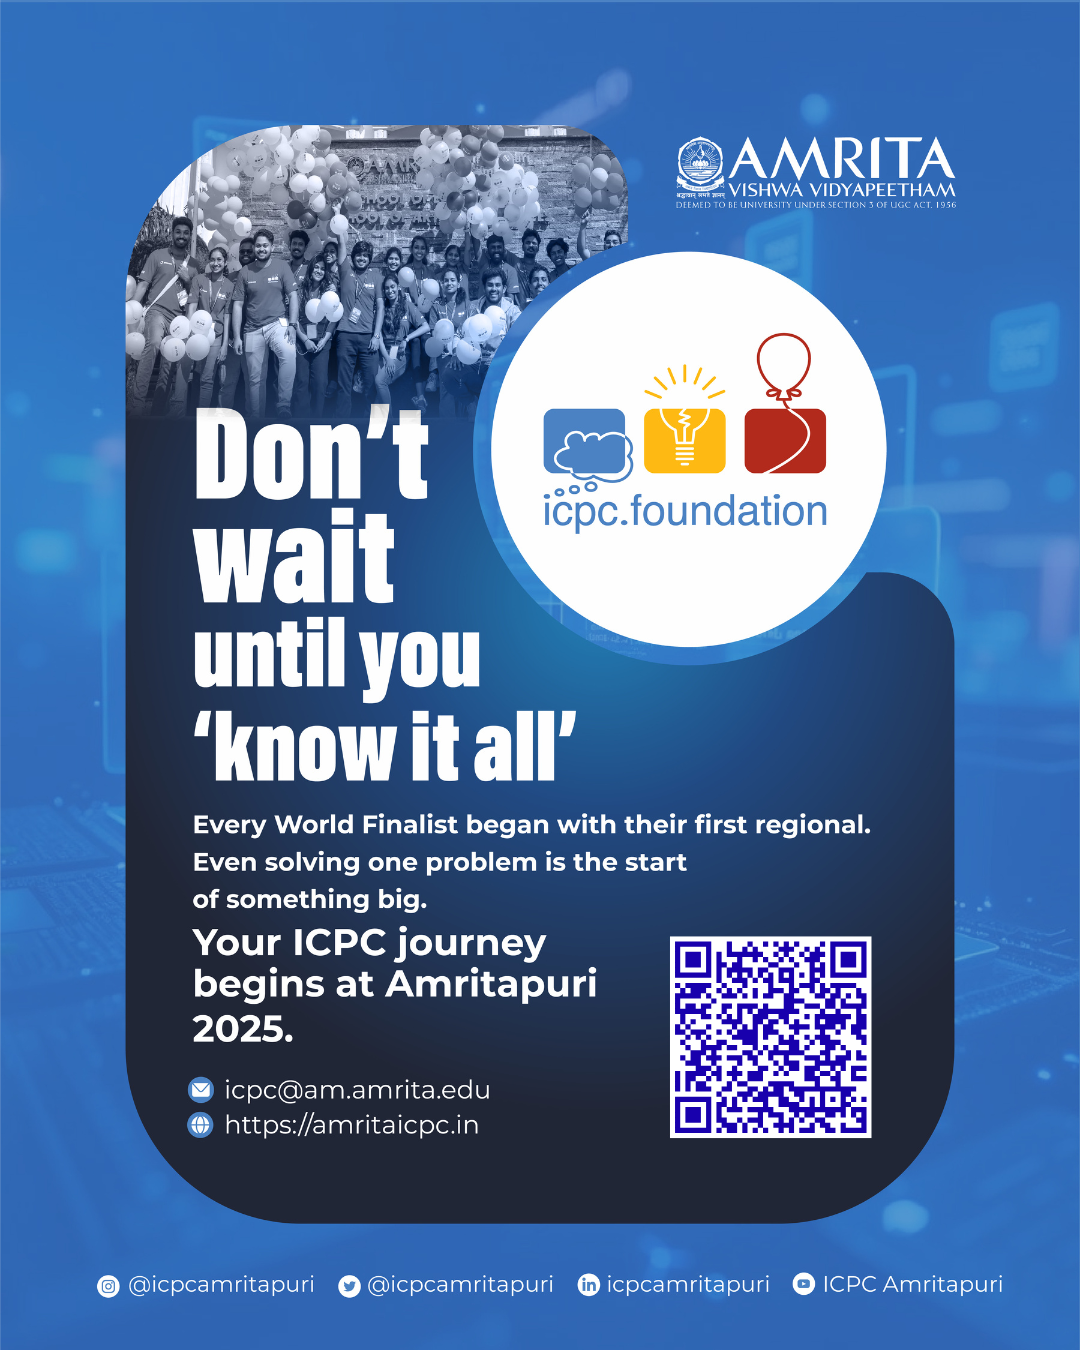 AMRITA
VISHWA VIDYAPEETHAM
DEEMED TO BE UNIVERSITY UNDER SECTION 3 OF UGC ACT, 1956
icpc.foundation
Don’t
wait
until you
‘know it all’
Every World Finalist began with their first regional.
Even solving one problem is the start
of something big.
Your ICPC journey
begins at Amritapuri
2025.
icpc@am.amrita.edu
https://amritaicpc.in
@icpcamritapuri
@icpcamritapuri
icpcamritapuri
ICPC Amritapuri